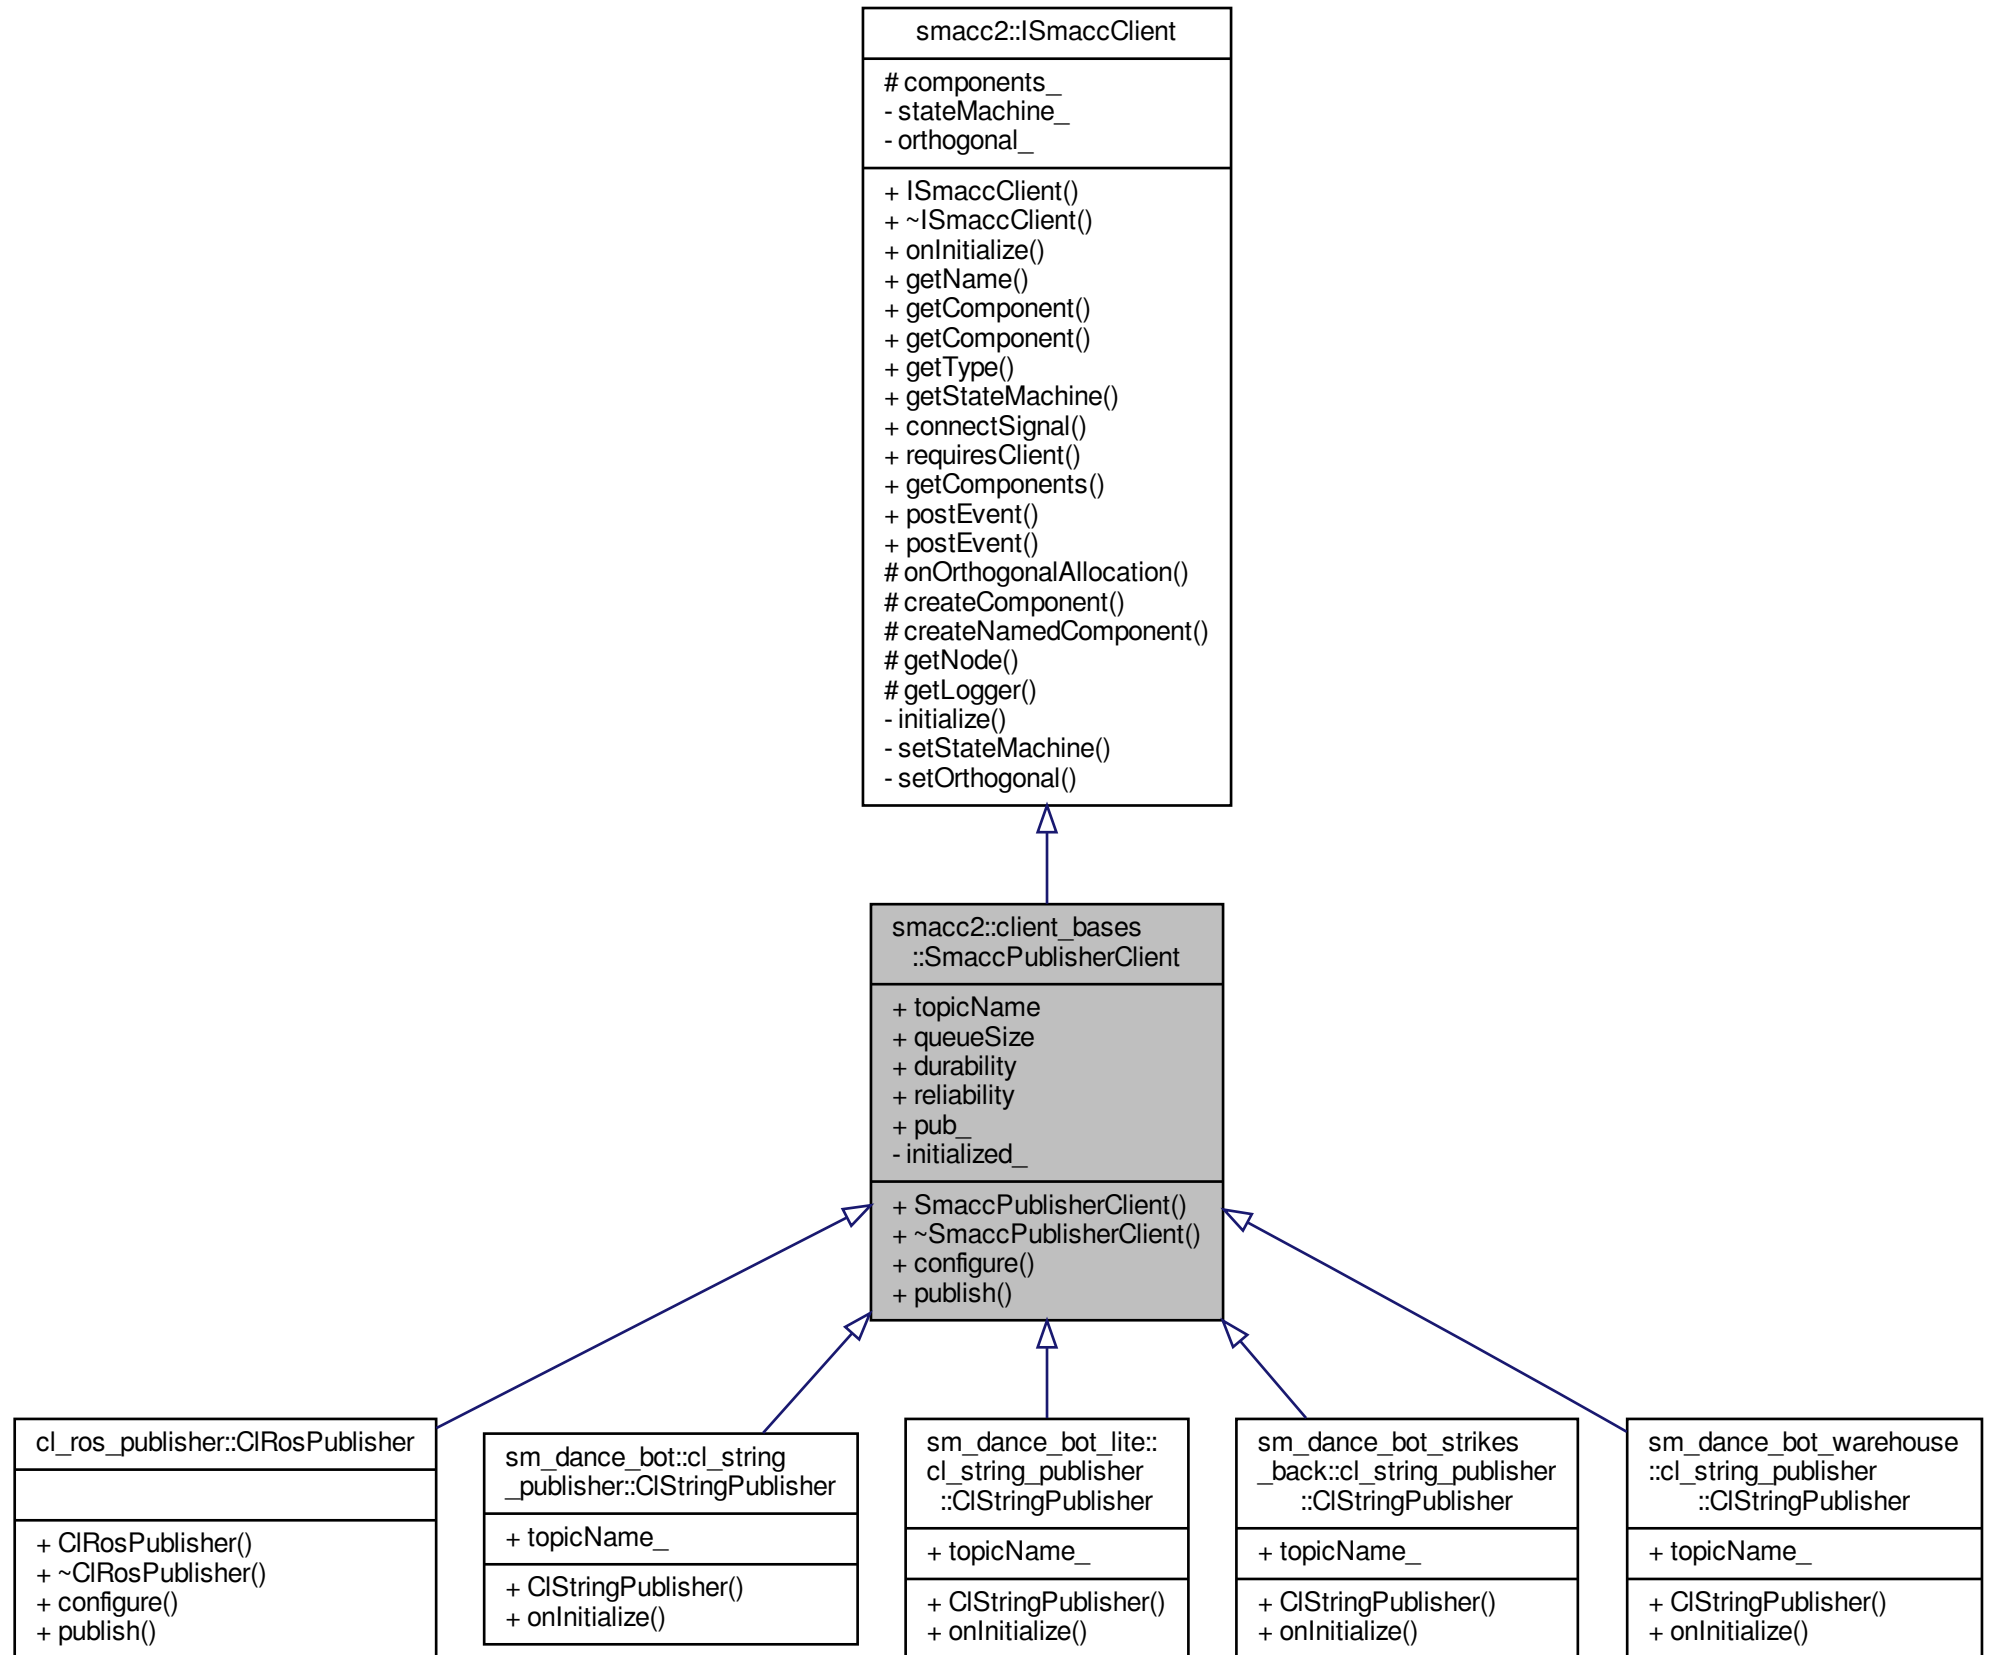 smacc2::ISmaccClient
# components_
- stateMachine_
- orthogonal_
+ ISmaccClient()
+ ~ISmaccClient()
+ onInitialize()
+ getName()
+ getComponent()
+ getComponent()
+ getType()
+ getStateMachine()
+ connectSignal()
+ requiresClient()
+ getComponents()
+ postEvent()
+ postEvent()
# onOrthogonalAllocation()
# createComponent()
# createNamedComponent()
# getNode()
# getLogger()
- initialize()
- setStateMachine()
- setOrthogonal()
smacc2::client_bases
::SmaccPublisherClient
+ topicName
+ queueSize
+ durability
+ reliability
+ pub_
- initialized_
+ SmaccPublisherClient()
+ ~SmaccPublisherClient()
+ configure()
+ publish()
cl_ros_publisher::ClRosPublisher
+ ClRosPublisher()
+ ~ClRosPublisher()
+ configure()
+ publish()
sm_dance_bot::cl_string
_publisher::ClStringPublisher
+ topicName_
+ ClStringPublisher()
+ onInitialize()
sm_dance_bot_lite::
cl_string_publisher
::ClStringPublisher
+ topicName_
+ ClStringPublisher()
+ onInitialize()
sm_dance_bot_strikes
_back::cl_string_publisher
::ClStringPublisher
+ topicName_
+ ClStringPublisher()
+ onInitialize()
sm_dance_bot_warehouse
::cl_string_publisher
::ClStringPublisher
+ topicName_
+ ClStringPublisher()
+ onInitialize()